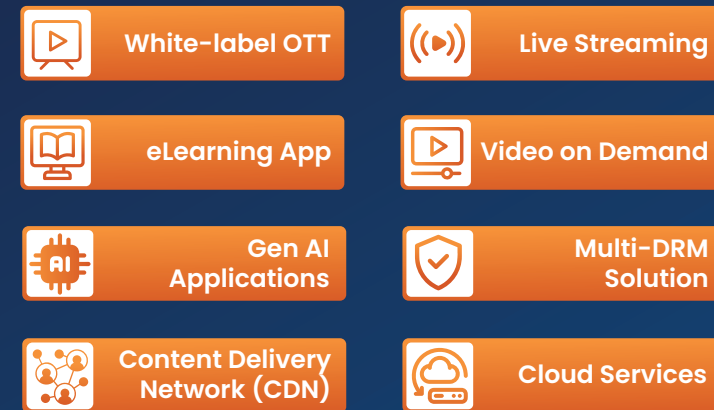 White-label OTT
Live Streaming
eLearning App
Video on Demand
AI
Gen AI
Applications
Multi-DRM
Solution
Content Delivery
Network (CDN)
Cloud Services